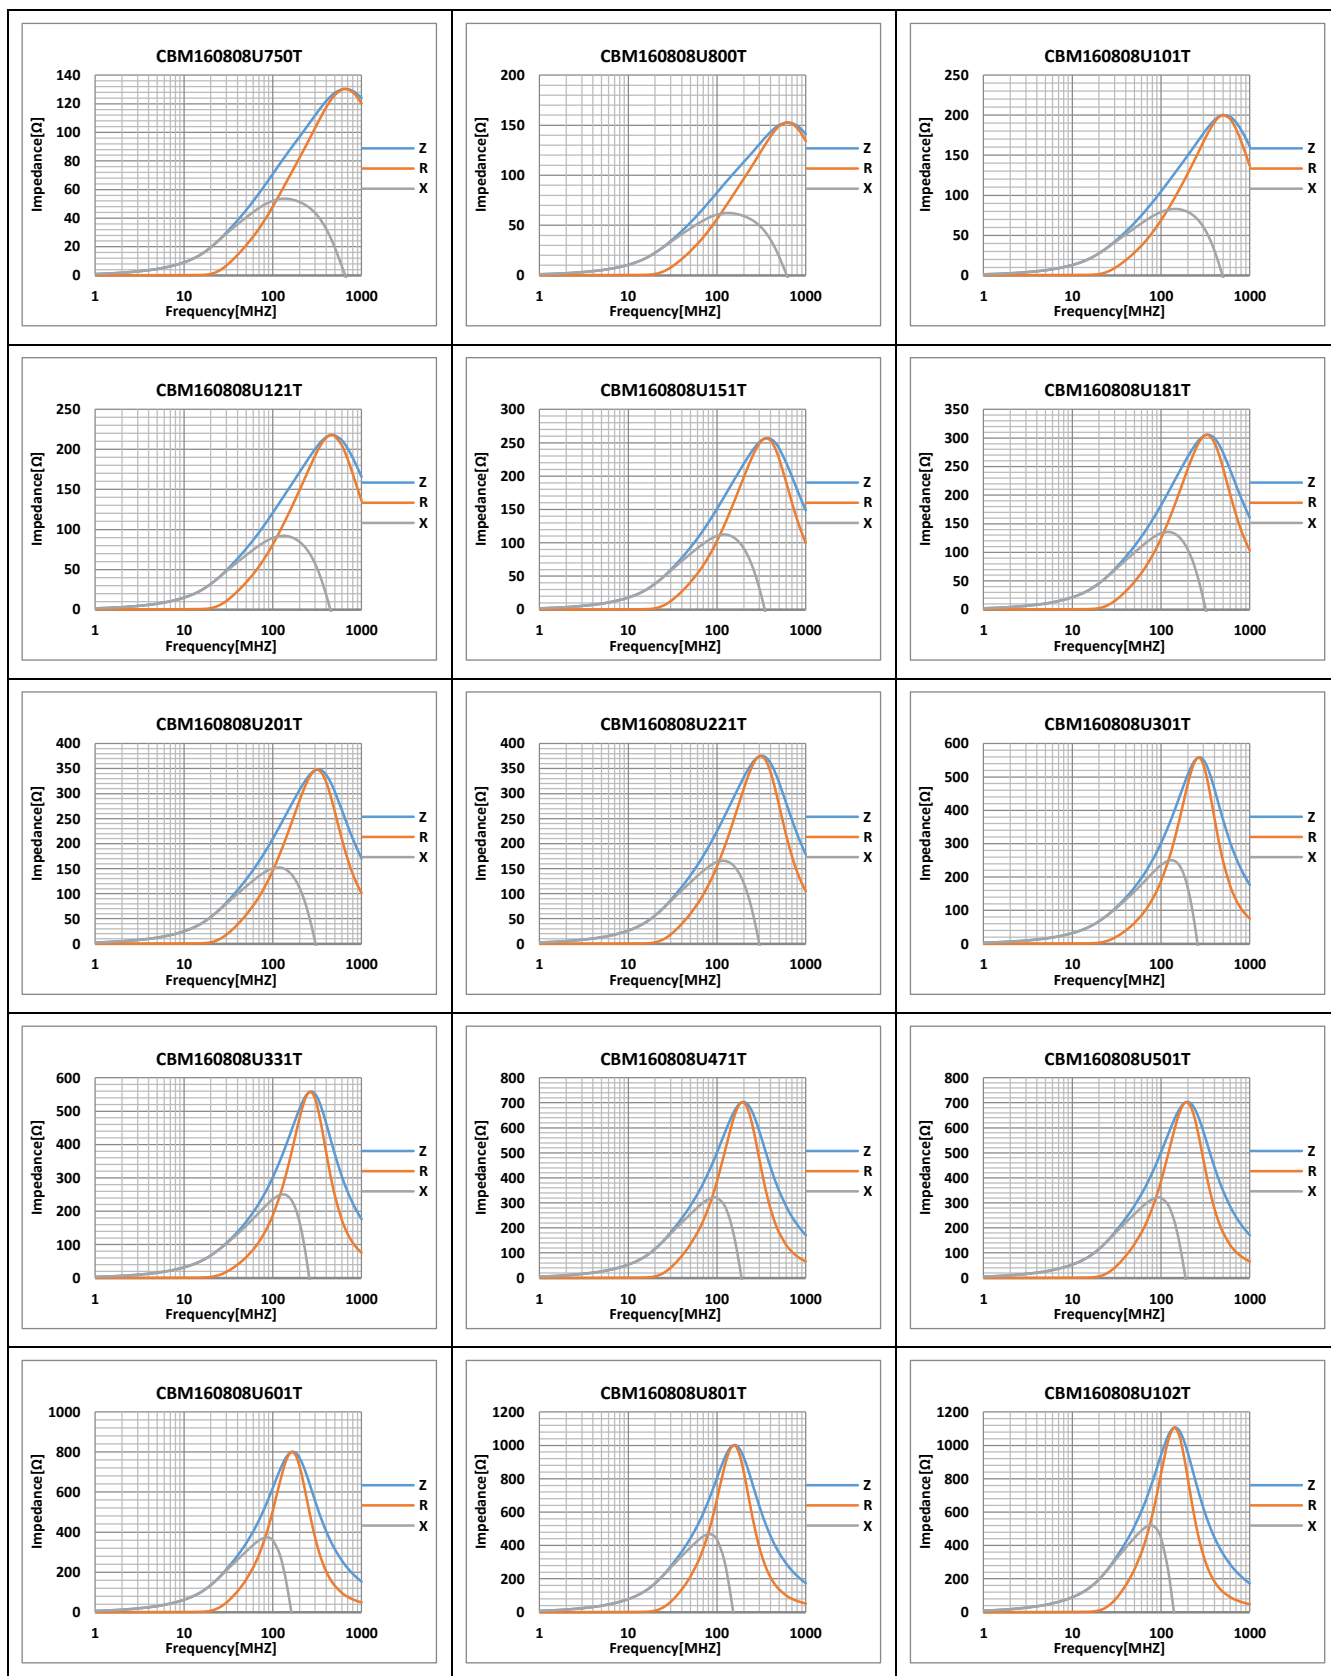 CBM160808U750T
140
120
100
80
60
40
20
0
Impedance[Ω]
1 10 100 1000
Frequency[MHZ]
Z
R
X
CBM160808U800T
200
150
100
50
0
Impedance[Ω]
1 10 100 1000
Frequency[MHZ]
Z
R
X
CBM160808U101T
250
200
150
100
50
0
Impedance[Ω]
1 10 100 1000
Frequency[MHZ]
Z
R
X
CBM160808U121T
250
200
150
100
50
0
Impedance[Ω]
1 10 100 1000
Frequency[MHZ]
Z
R
X
CBM160808U151T
300
250
200
150
100
50
0
Impedance[Ω]
1 10 100 1000
Frequency[MHZ]
Z
R
X
CBM160808U181T
350
300
250
200
150
100
50
0
Impedance[Ω]
1 10 100 1000
Frequency[MHZ]
Z
R
X
CBM160808U201T
400
350
300
250
200
150
100
50
0
Impedance[Ω]
1 10 100 1000
Frequency[MHZ]
Z
R
X
CBM160808U221T
400
350
300
250
200
150
100
50
0
Impedance[Ω]
1 10 100 1000
Frequency[MHZ]
Z
R
X
CBM160808U301T
600
500
400
300
200
100
0
Impedance[Ω]
1 10 100 1000
Frequency[MHZ]
Z
R
X
CBM160808U331T
600
500
400
300
200
100
0
Impedance[Ω]
1 10 100 1000
Frequency[MHZ]
Z
R
X
CBM160808U471T
800
700
600
500
400
300
200
100
0
Impedance[Ω]
1 10 100 1000
Frequency[MHZ]
Z
R
X
CBM160808U501T
800
700
600
500
400
300
200
100
0
Impedance[Ω]
1 10 100 1000
Frequency[MHZ]
Z
R
X
CBM160808U601T
1000
800
600
400
200
0
Impedance[Ω]
1 10 100 1000
Frequency[MHZ]
Z
R
X
CBM160808U801T
1200
1000
800
600
400
200
0
Impedance[Ω]
1 10 100 1000
Frequency[MHZ]
Z
R
X
CBM160808U102T
1200
1000
800
600
400
200
0
Impedance[Ω]
1 10 100 1000
Frequency[MHZ]
Z
R
X